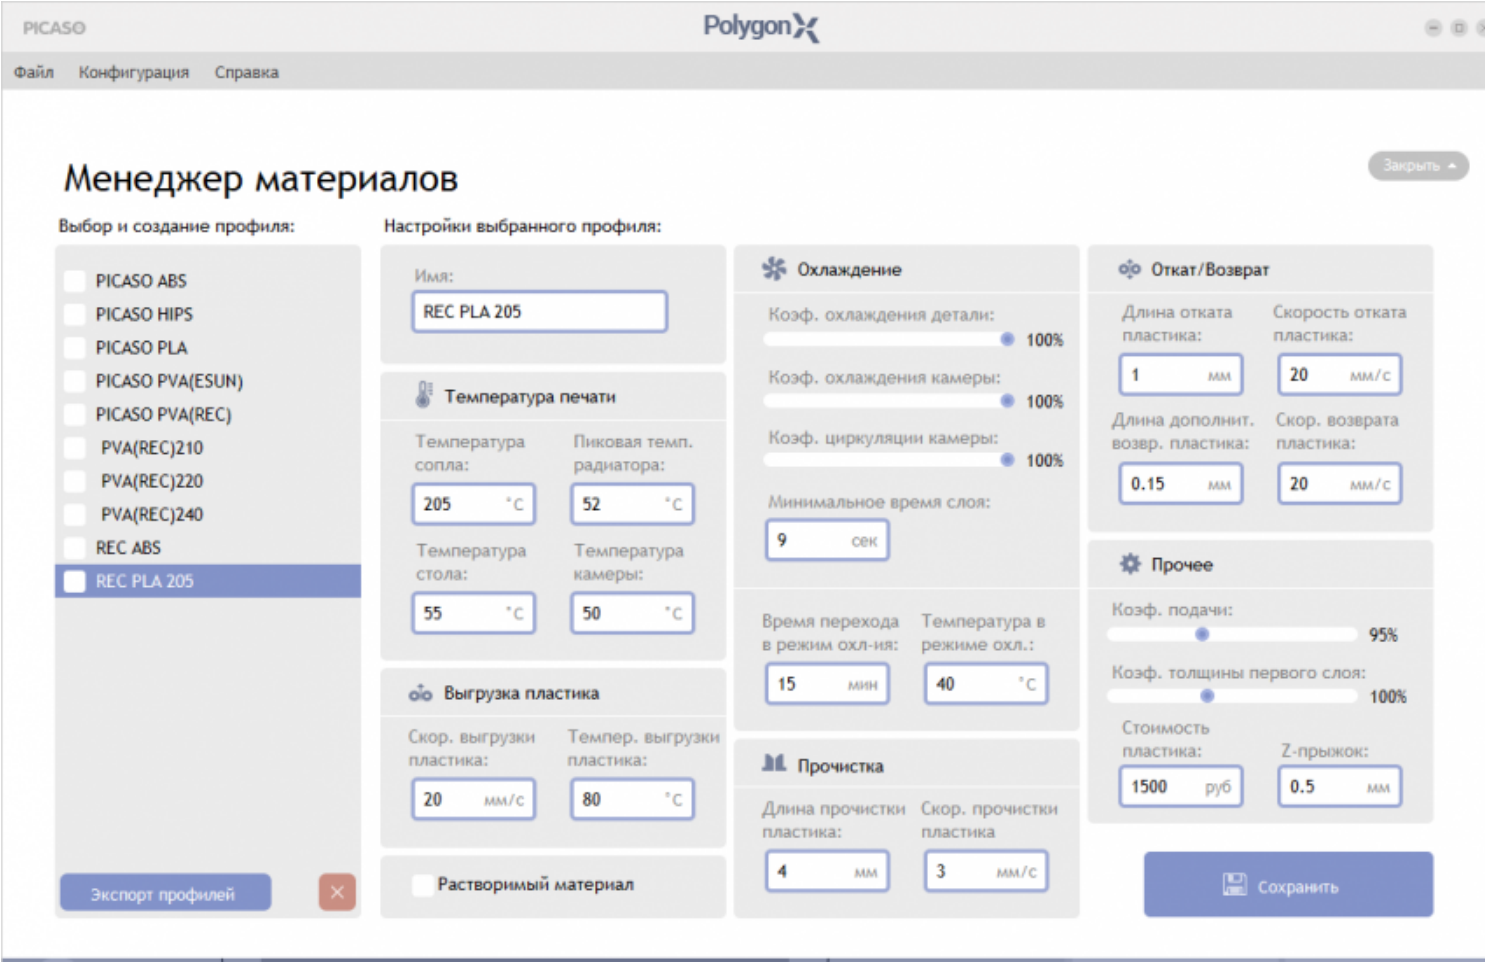 PICASO
PolygonX
Файл Конфигурация Справка
Менеджер материалов
Закрыть
Выбор и создание профиля:
PICASO ABS
PICASO HIPS
PICASO PLA
PICASO PVA(ESUN)
PICASO PVA(REC)
PVA(REC)210
PVA(REC)220
PVA(REC)240
REC ABS
REC PLA 205
Экспорт профилей
Настройки выбранного профиля:
Имя:
REC PLA 205
Температура печати
Температура
сопла:
205 °C
Пиковая темп.
радиатора:
52 °C
Температура
стола:
55 °C
Температура
камеры:
50 °C
Выгрузка пластика
Скор. выгрузки
пластика:
20 мм/с
Темпер. выгрузки
пластика:
80 °C
Растворимый материал
Охлаждение
Коэф. охлаждения детали:
100%
Коэф. охлаждения камеры:
100%
Коэф. циркуляции камеры:
100%
Минимальное время слоя:
9 сек
Время перехода
в режим охл-ия:
15 мин
Температура в
режиме охл.:
40 °C
Прочистка
Длина прочистки
пластика:
4 мм
Скор. прочистки
пластика
3 мм/с
Откат/Возврат
Длина отката
пластика:
1 мм
Скорость отката
пластика:
20 мм/с
Длина дополнит.
возвр. пластика:
0.15 мм
Скор. возврата
пластика:
20 мм/с
Прочее
Коэф. подачи:
95%
Коэф. толщины первого слоя:
100%
Стоимость
пластика:
1500 руб
Z-прыжок:
0.5 мм
Сохранить